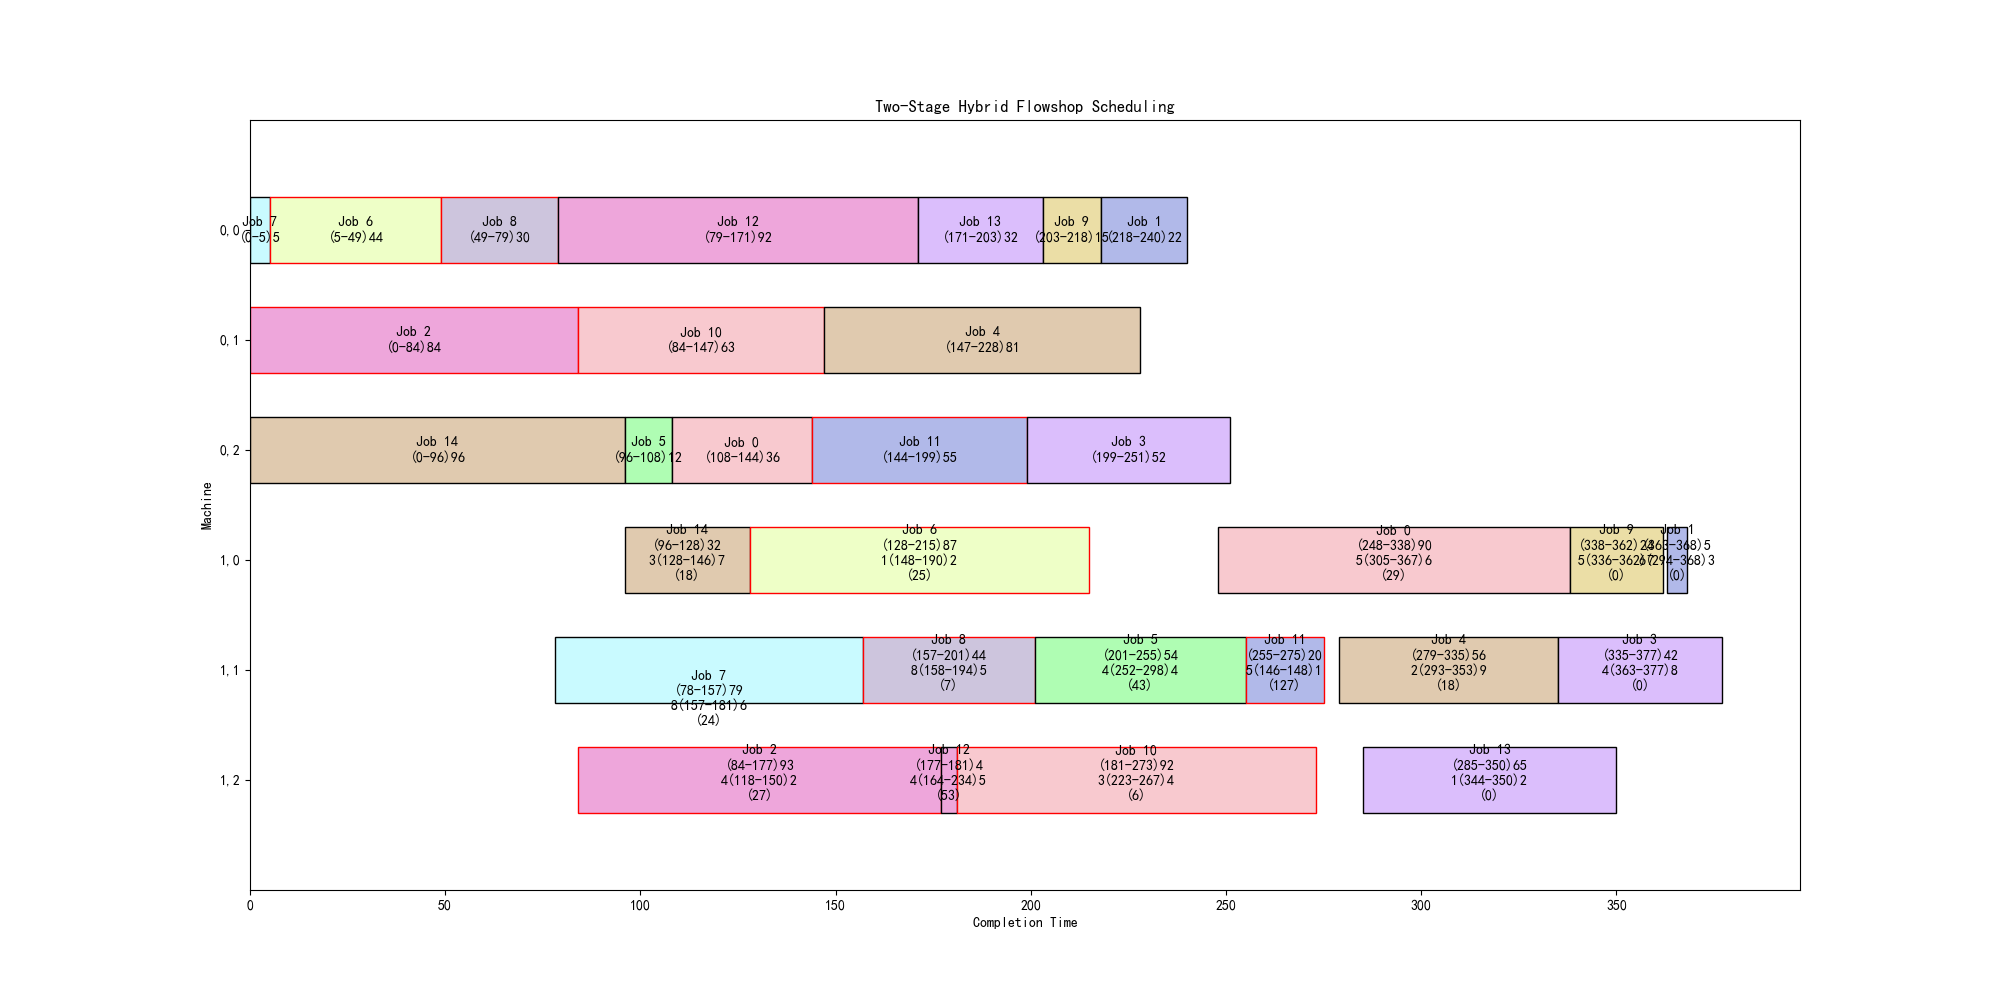 Two-Stage Hybrid Flowshop Scheduling
Machine
0,0
Job 7
(0-5)5
Job 6
(5-49)44
Job 8
(49-79)30
Job 12
(79-171)92
Job 13
(171-203)32
Job 9
(203-218)15
Job 1
(218-240)22
0,1
Job 2
(0-84)84
Job 10
(84-147)63
Job 4
(147-228)81
0,2
Job 14
(0-96)96
Job 5
(96-108)12
Job 0
(108-144)36
Job 11
(144-199)55
Job 3
(199-251)52
1,0
Job 14
(96-128)32
3(128-146)7
(18)
Job 6
(128-215)87
1(148-190)2
(25)
Job 0
(248-338)90
5(305-367)6
(29)
Job 9
(338-362)24
5(336-362)7
(0)
Job 1
(363-368)5
(294-368)3
(0)
1,1
Job 7
(78-157)79
8(157-181)6
(24)
Job 8
(157-201)44
8(158-194)5
(7)
Job 5
(201-255)54
4(252-298)4
(43)
Job 11
(255-275)20
5(146-148)1
(127)
Job 4
(279-335)56
2(293-353)9
(18)
Job 3
(335-377)42
4(363-377)8
(0)
1,2
Job 2
(84-177)93
4(118-150)2
(27)
Job 12
(177-181)4
4(164-234)5
(53)
Job 10
(181-273)92
3(223-267)4
(6)
Job 13
(285-350)65
1(344-350)2
(0)
0 50 100 150 200 250 300 350
Completion Time